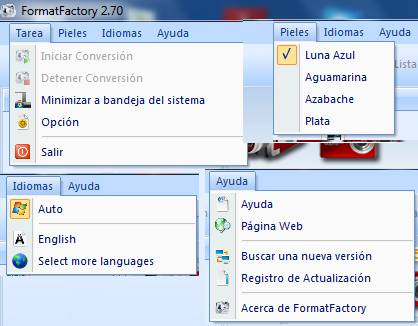 FormatFactory 2.70
Tarea Pieles Idiomas Ayuda
Iniciar Conversión
Detener Conversión
Minimizar a bandeja del sistema
Opción
Salir
Pieles Idiomas Ayuda
Luna Azul
Lista
Aguamarina
Azabache
Plata
Idiomas Ayuda
Auto
English
Select more languages
Ayuda
Ayuda
Página Web
Buscar una nueva versión
Registro de Actualización
Acerca de FormatFactory